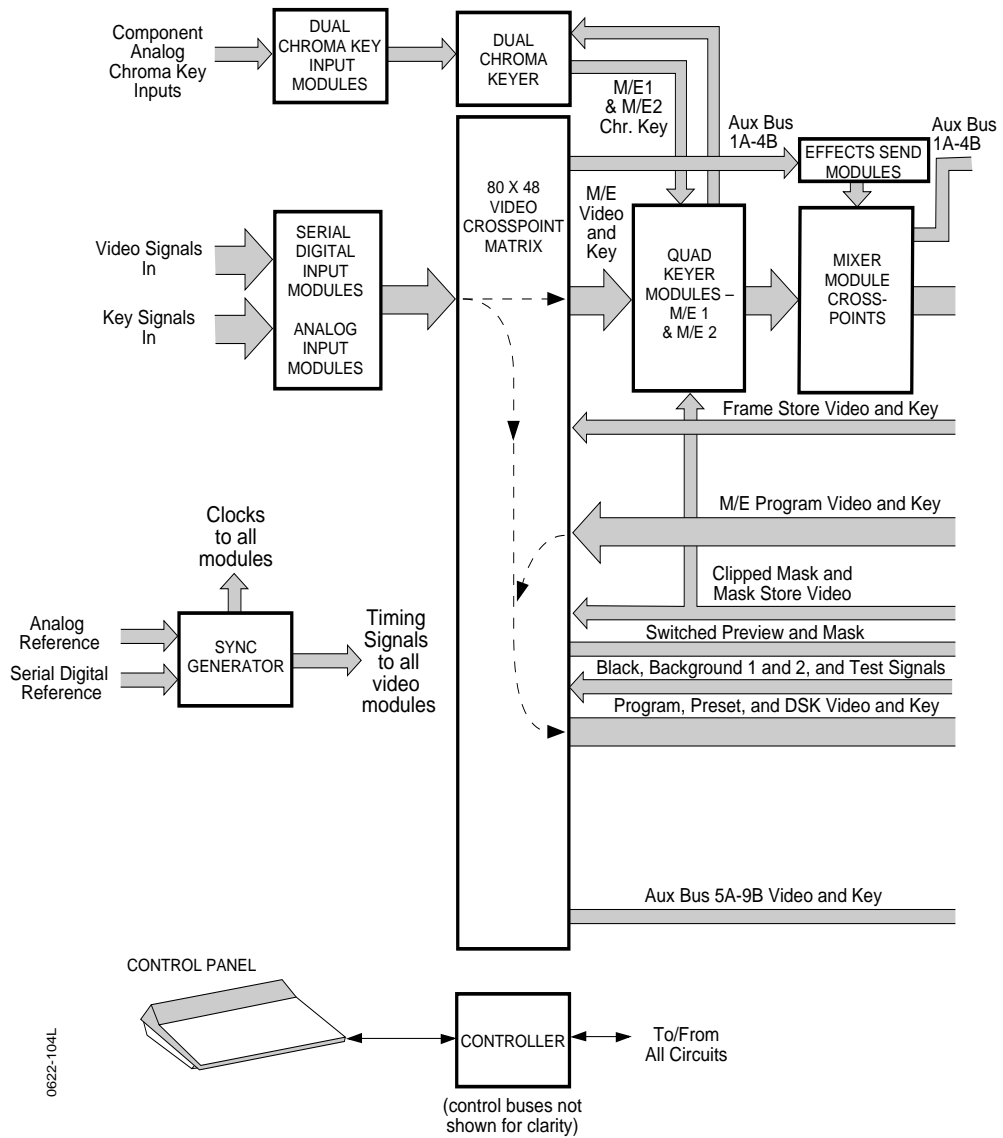 Component
Analog
Chroma Key
Inputs
DUAL
CHROMA KEY
INPUT
MODULES
DUAL
CHROMA
KEYER
M/E1
& M/E2
Chr. Key
Aux Bus
1A-4B
Aux Bus
1A-4B
EFFECTS SEND
MODULES
80 X 48
VIDEO
CROSSPOINT
MATRIX
M/E
Video
and
Key
Video Signals
In
Key Signals
In
SERIAL
DIGITAL
INPUT
MODULES
ANALOG
INPUT
MODULES
QUAD
KEYER
MODULES –
M/E 1
& M/E 2
MIXER
MODULE
CROSS-
POINTS
Frame Store Video and Key
M/E Program Video and Key
Clipped Mask and
Mask Store Video
Switched Preview and Mask
Black, Background 1 and 2, and Test Signals
Program, Preset, and DSK Video and Key
Clocks
to all
modules
Analog
Reference
Serial Digital
Reference
SYNC
GENERATOR
Timing
Signals
to all
video
modules
Aux Bus 5A-9B Video and Key
CONTROL PANEL
CONTROLLER
To/From
All Circuits
(control buses not
shown for clarity)
0622-104L